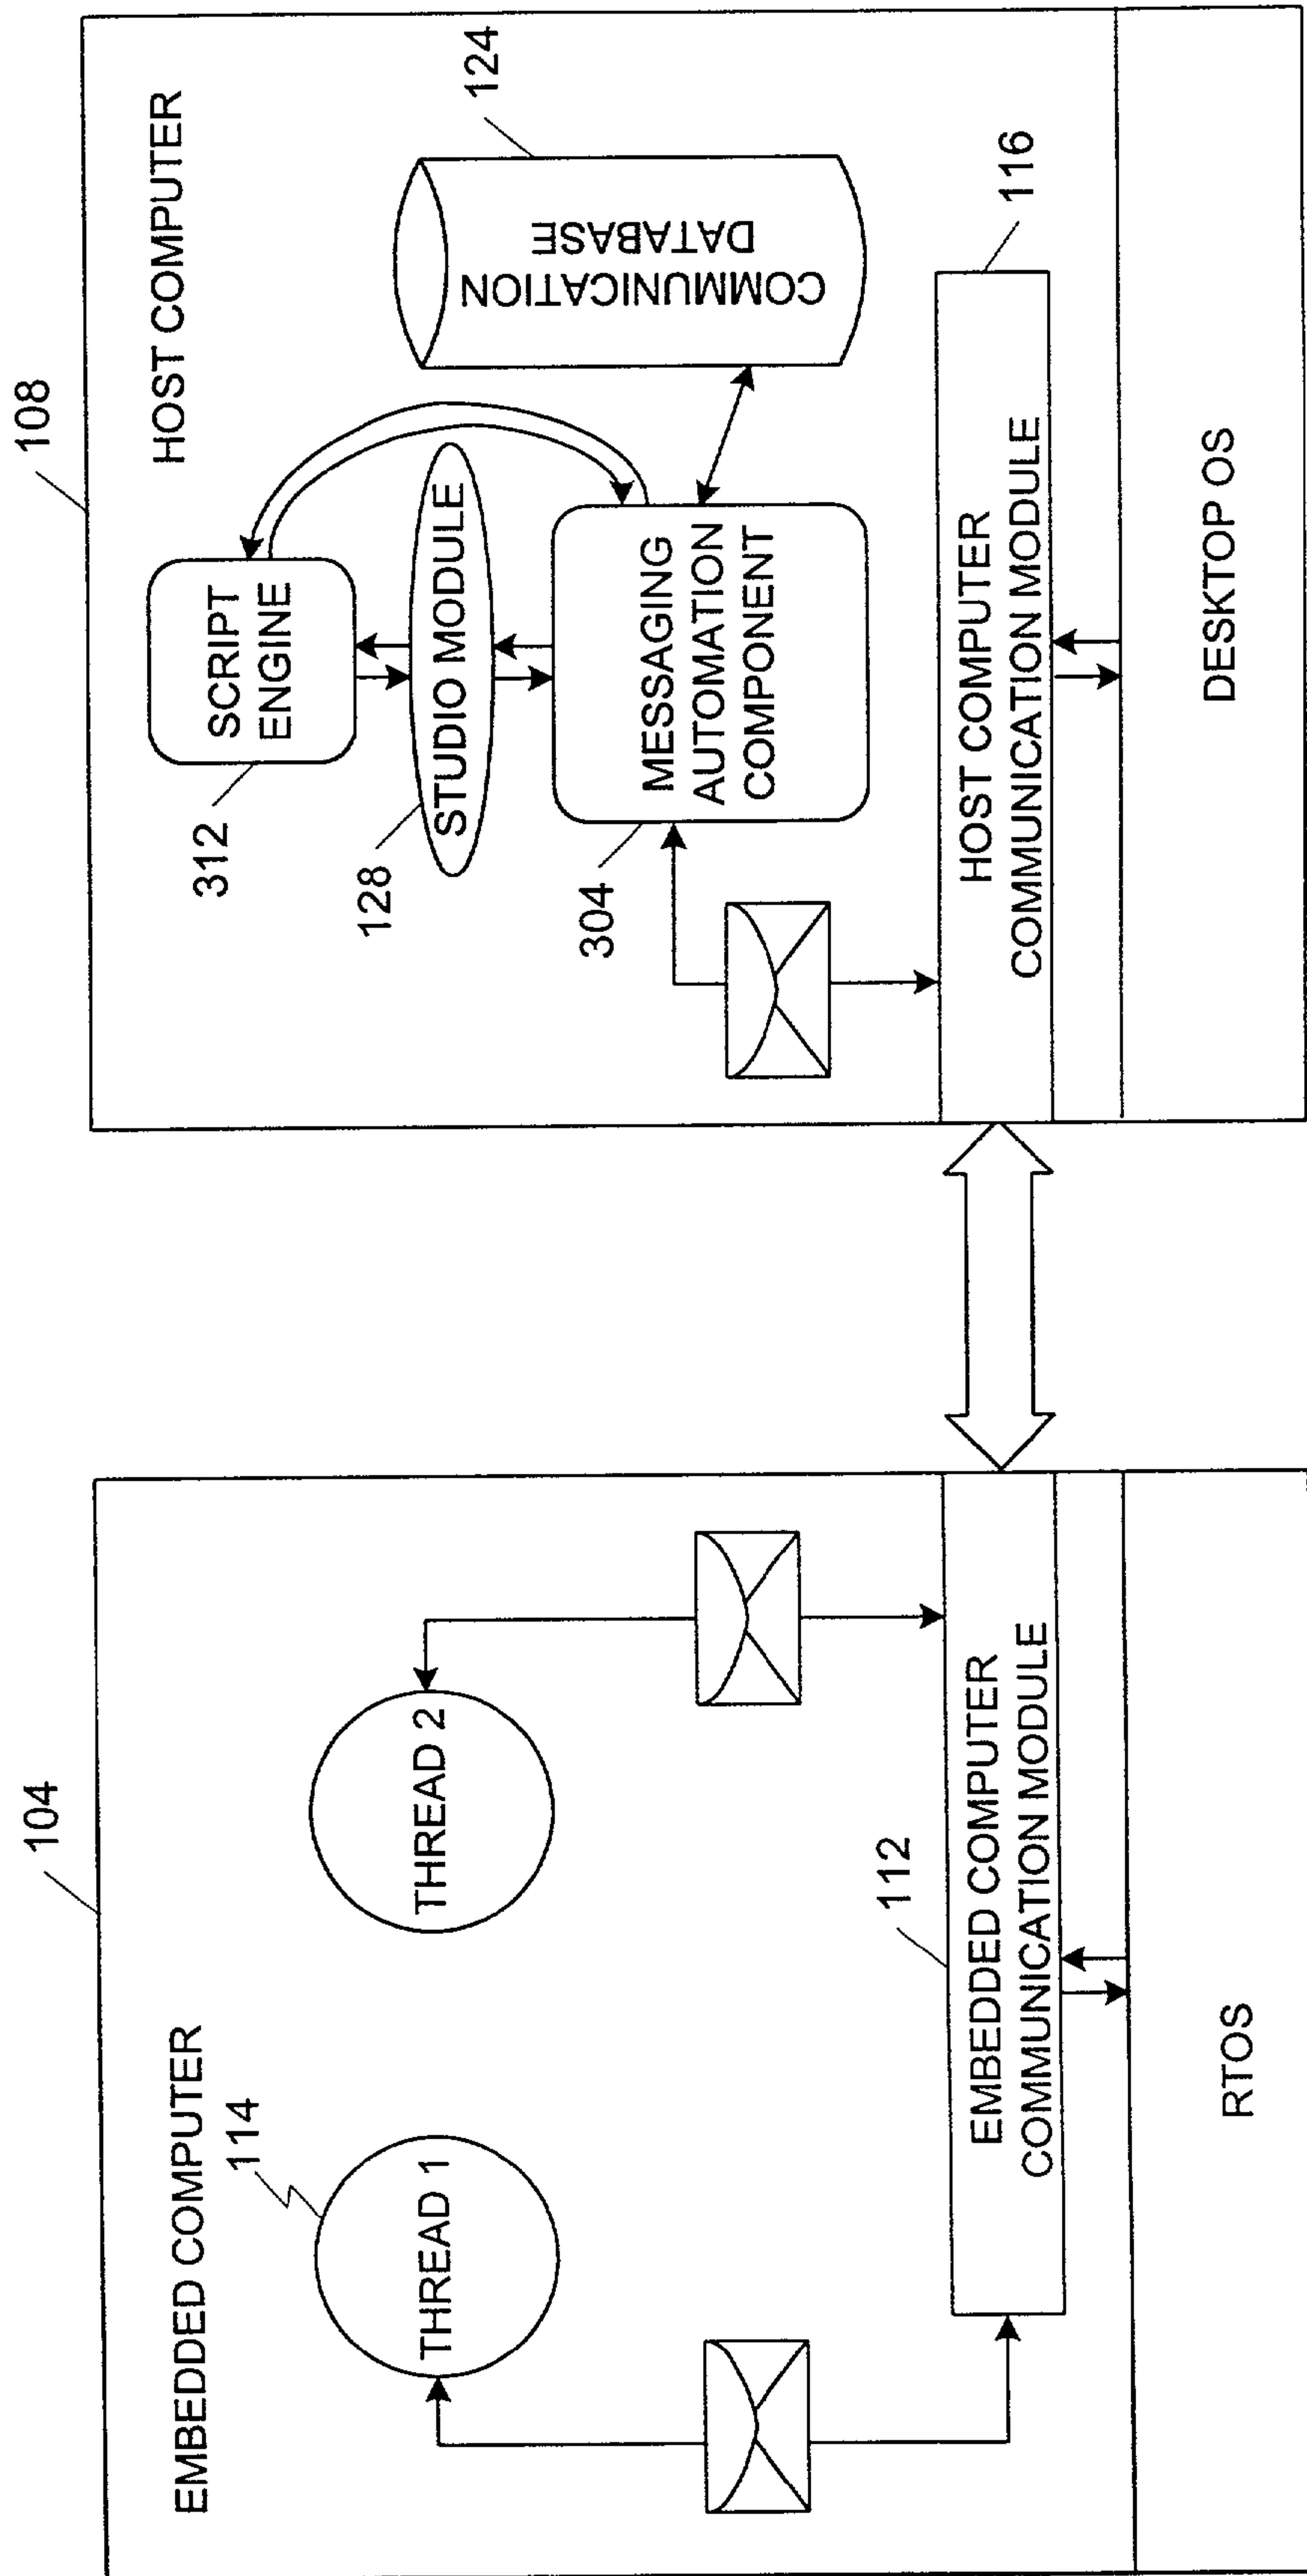 104
EMBEDDED COMPUTER
114
THREAD 1
THREAD 2
112
EMBEDDED COMPUTER
COMMUNICATION MODULE
RTOS
108
HOST COMPUTER
312
SCRIPT
ENGINE
128
STUDIO MODULE
304
MESSAGING
AUTOMATION
COMPONENT
124
COMMUNICATION
DATABASE
116
HOST COMPUTER
COMMUNICATION MODULE
DESKTOP OS